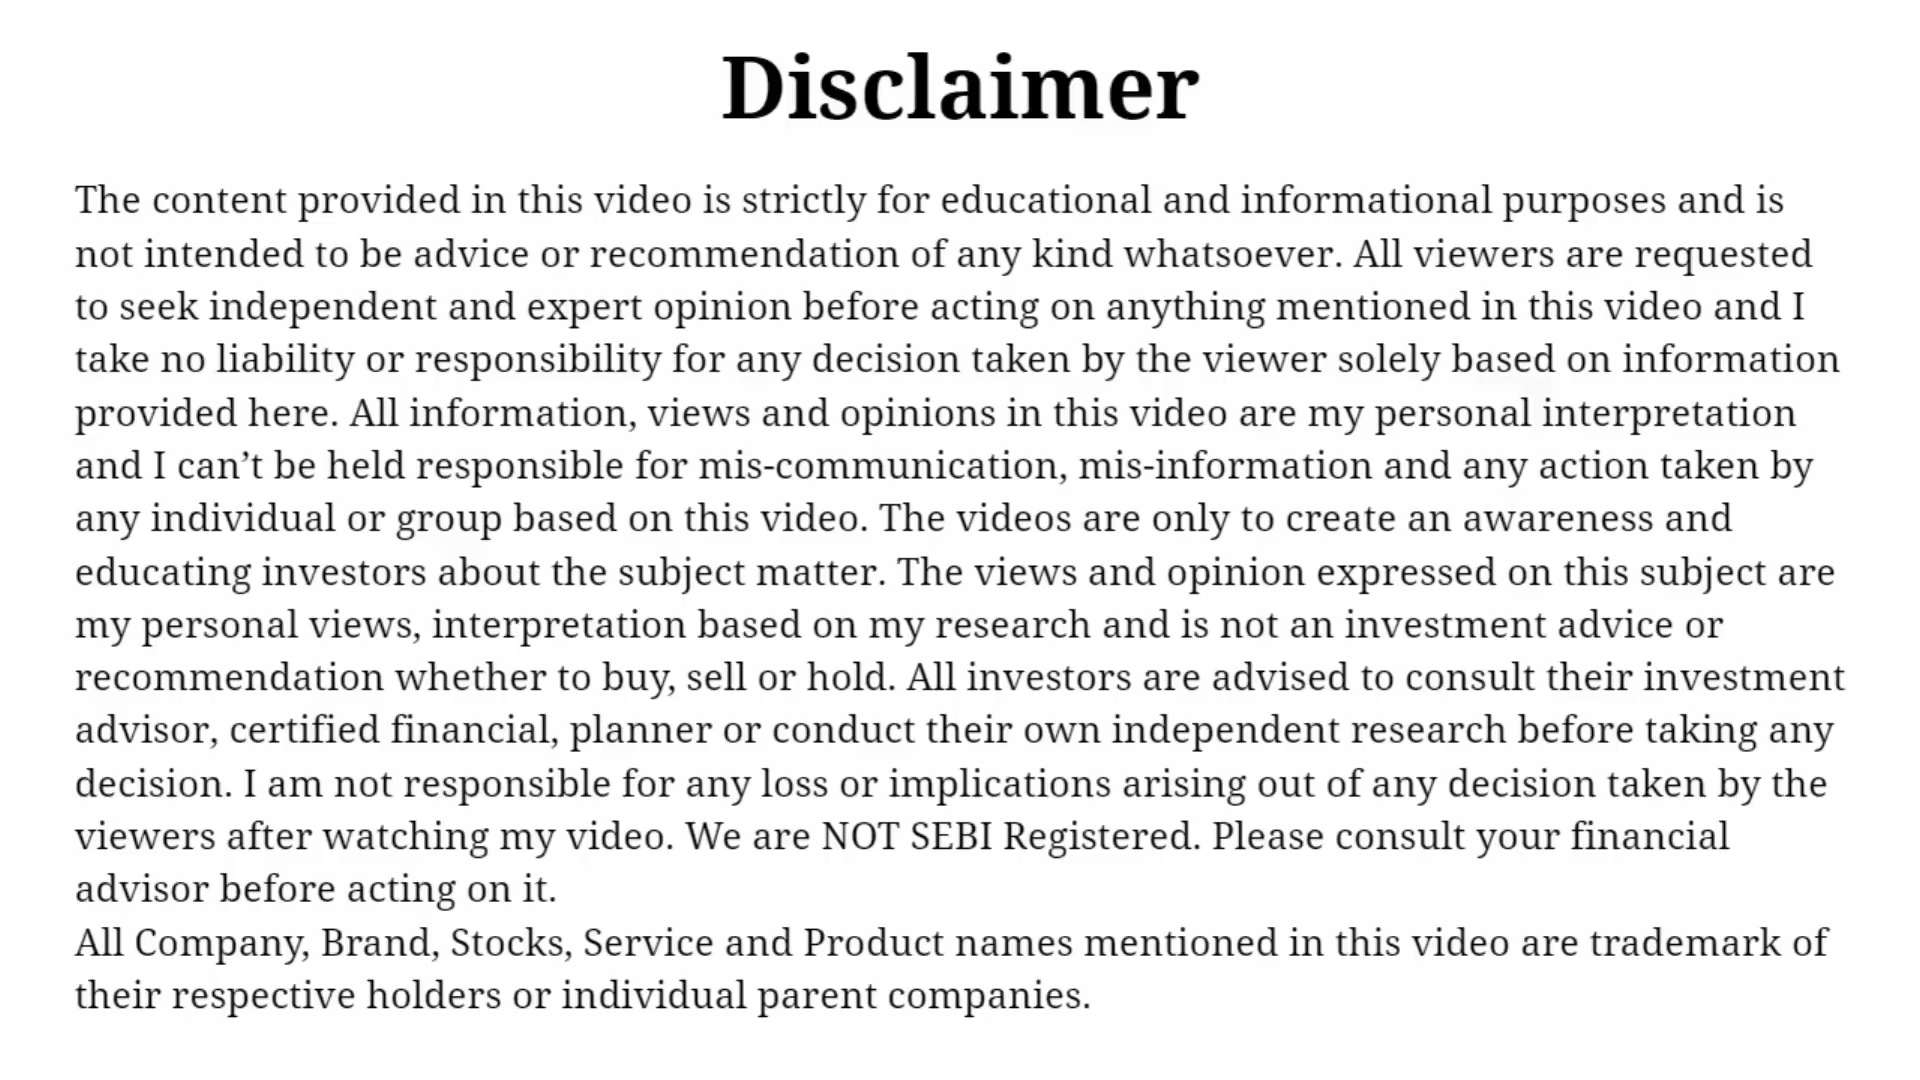 Disclaimer
The content provided in this video is strictly for educational and informational purposes and is
not intended to be advice or recommendation of any kind whatsoever. All viewers are requested
to seek independent and expert opinion before acting on anything mentioned in this video and I
take no liability or responsibility for any decision taken by the viewer solely based on information
provided here. All information, views and opinions in this video are my personal interpretation
and I can’t be held responsible for mis-communication, mis-information and any action taken by
any individual or group based on this video. The videos are only to create an awareness and
educating investors about the subject matter. The views and opinion expressed on this subject are
my personal views, interpretation based on my research and is not an investment advice or
recommendation whether to buy, sell or hold. All investors are advised to consult their investment
advisor, certified financial, planner or conduct their own independent research before taking any
decision. I am not responsible for any loss or implications arising out of any decision taken by the
viewers after watching my video. We are NOT SEBI Registered. Please consult your financial
advisor before acting on it.
All Company, Brand, Stocks, Service and Product names mentioned in this video are trademark of
their respective holders or individual parent companies.